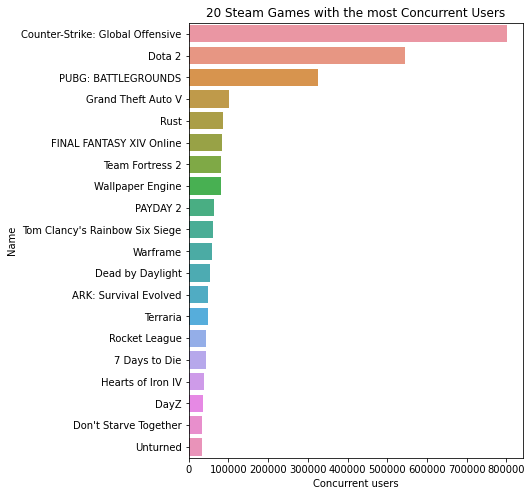 20 Steam Games with the most Concurrent Users
Counter-Strike: Global Offensive
Dota 2
PUBG: BATTLEGROUNDS
Grand Theft Auto V
Rust
FINAL FANTASY XIV Online
Team Fortress 2
Wallpaper Engine
PAYDAY 2
Tom Clancy's Rainbow Six Siege
Warframe
Dead by Daylight
ARK: Survival Evolved
Terraria
Rocket League
7 Days to Die
Hearts of Iron IV
DayZ
Don't Starve Together
Unturned
Name
0 100000 200000 300000 400000 500000 600000 700000 800000
Concurrent users